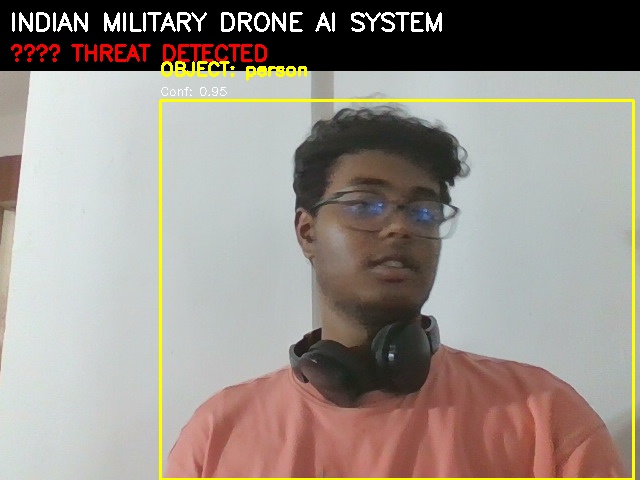 INDIAN MILITARY DRONE AI SYSTEM
???? THREAT DETECTED
OBJECT: person
Conf: 0.95